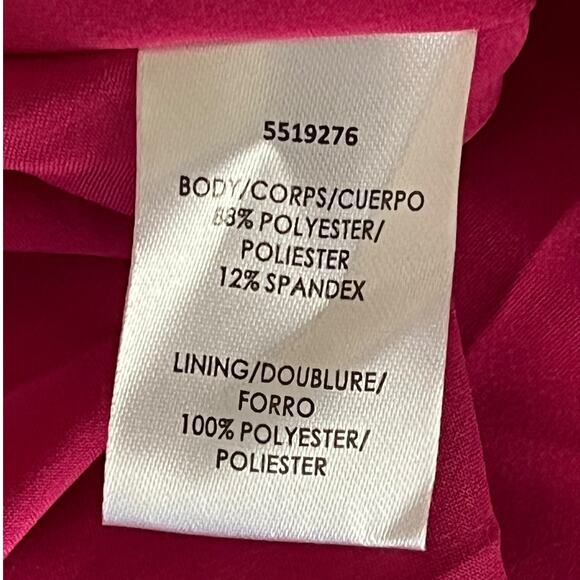 5519276
BODY/CORPS/CUERPO
88% POLYESTER/
POLIESTER
12% SPANDEX
LINING/DOUBLURE/
FORRO
100% POLYESTER/
POLIESTER